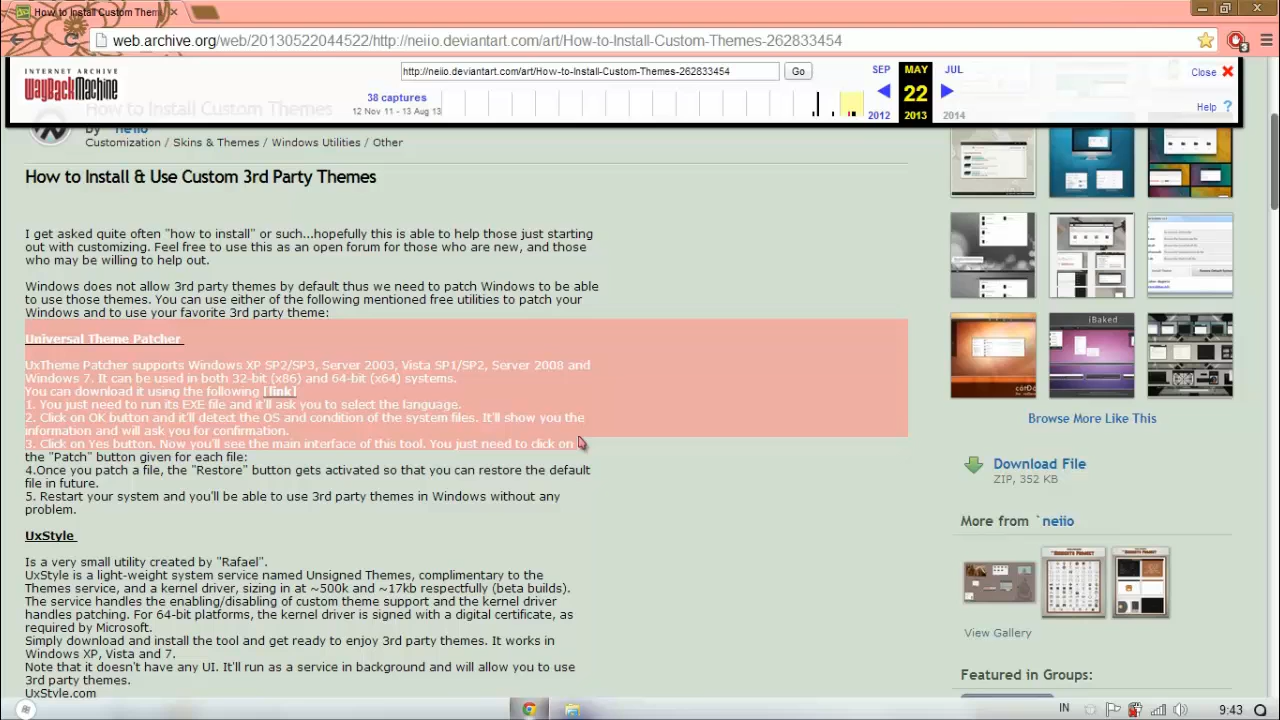 How to Install Custom Them
web.archive.org/web/20130522044522/http://neiio.deviantart.com/art/How-to-Install-Custom-Themes-262833454
3
INTERNET ARCHIVE
WayBackMachine
http://neiio.deviantart.com/art/How-to-Install-Custom-Themes-262833454
Go
SEP
MAY
JUL
Close
38 captures
12 Nov 11 - 13 Aug 13
22
2012
2013
2014
Help ?
How to Install Custom Themes
by `neiio
Customization / Skins & Themes / Windows Utilities / Other
How to Install & Use Custom 3rd Party Themes
I get asked quite often "how to install" or such...hopefully this is able to help those just starting
out with customizing. Feel free to use this as an open forum for those who are new, and those
who may be willing to help out.
Windows does not allow 3rd party themes by default thus we need to patch Windows to be able
to use those themes. You can use either of the following mentioned free utilities to patch your
Windows and to use your favorite 3rd party theme:
Universal Theme Patcher
UxTheme Patcher supports Windows XP SP2/SP3, Server 2003, Vista SP1/SP2, Server 2008 and
Windows 7. It can be used in both 32-bit (x86) and 64-bit (x64) systems.
You can download it using the following [link]
1. You just need to run its EXE file and it'll ask you to select the language.
2. Click on OK button and it'll detect the OS and condition of the system files. It'll show you the
information and will ask you for confirmation.
3. Click on Yes button. Now you'll see the main interface of this tool. You just need to click on
the "Patch" button given for each file:
4.Once you patch a file, the "Restore" button gets activated so that you can restore the default
file in future.
5. Restart your system and you'll be able to use 3rd party themes in Windows without any
problem.
UxStyle
Is a very small utility created by "Rafael".
UxStyle is a light-weight system service named Unsigned Themes, complimentary to the
Themes service, and a kernel driver, sizing in at ~500k and ~17kb respectfully (beta builds).
The service handles the enabling/disabling of custom theme support and the kernel driver
handles patching. For 64-bit platforms, the kernel driver is signed with a digital certificate, as
required by Microsoft.
Simply download and install the tool and get ready to enjoy 3rd party themes. It works in
Windows XP, Vista and 7.
Note that it doesn't have any UI. It'll run as a service in background and will allow you to use
3rd party themes.
UxStyle.com
iBaked
Browse More Like This
Download File
ZIP, 352 KB
More from `neiio
View Gallery
Featured in Groups:
IN
9:43